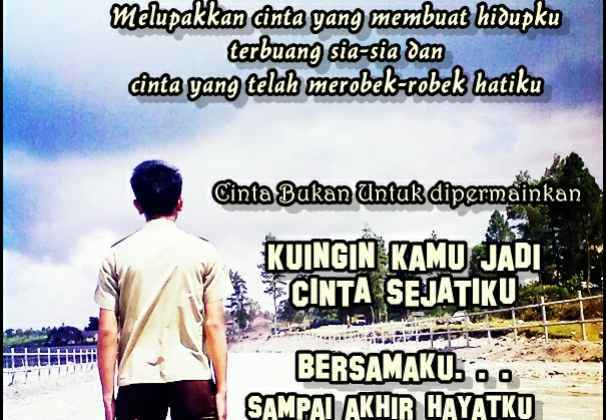 Melupakkan cinta yang membuat hidupku
terbuang sia-sia dan
cinta yang telah merobek-robek hatiku
Cinta Bukan Untuk dipermainkan
KUINGIN KAMU JADI
CINTA SEJATIKU
BERSAMAKU. . .
SAMPAI AKHIR HAYATKU